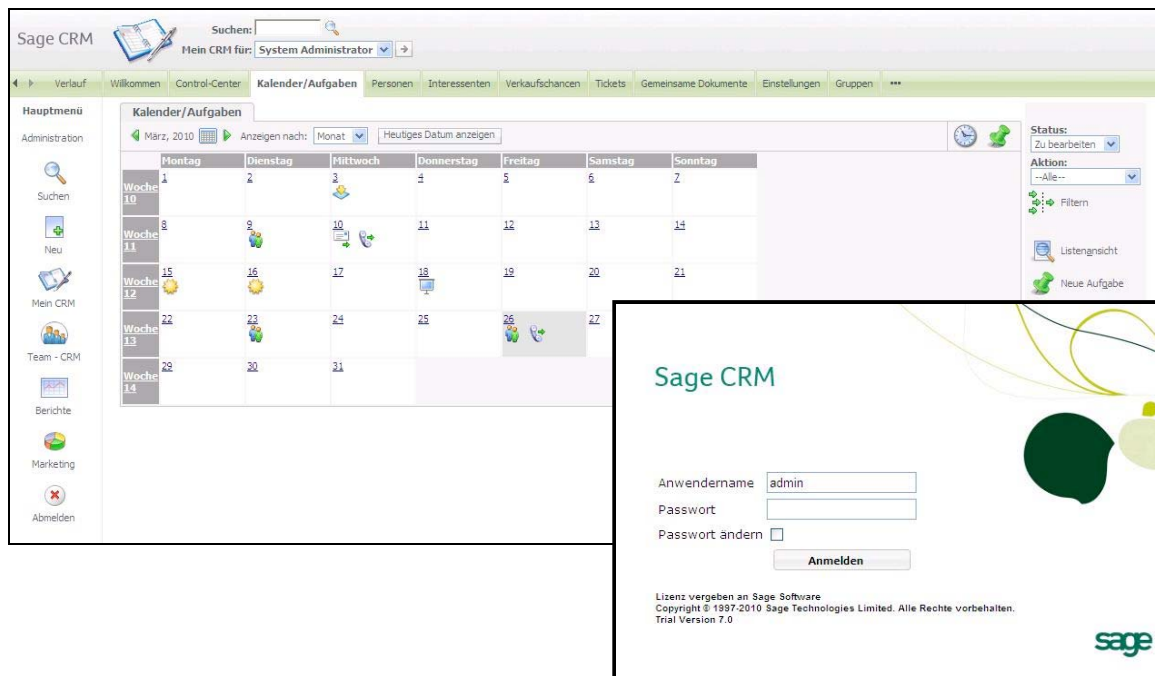 Sage CRM
Suchen:
Mein CRM für: System Administrator
Verlauf Willkommen Control-Center Kalender/Aufgaben Personen Interessenten Verkaufschancen Tickets Gemeinsame Dokumente Einstellungen Gruppen •••
Hauptmenü
Administration
Suchen
Neu
Mein CRM
Team - CRM
Berichte
Marketing
Abmelden
Kalender/Aufgaben
März, 2010 Anzeigen nach: Monat Heutiges Datum anzeigen
Montag Dienstag Mittwoch Donnerstag Freitag Samstag Sonntag
Woche 10 1 2 3 4 5 6 7
Woche 11 8 9 10 11 12 13 14
Woche 12 15 16 17 18 19 20 21
Woche 13 22 23 24 25 26 27
Woche 14 29 30 31
Status:
Zu bearbeiten
Aktion:
--Alle--
Filtern
Listenansicht
Neue Aufgabe
Sage CRM
Anwendername admin
Passwort
Passwort ändern
Anmelden
Lizenz vergeben an Sage Software
Copyright © 1997-2010 Sage Technologies Limited. Alle Rechte vorbehalten.
Trial Version 7.0
sage